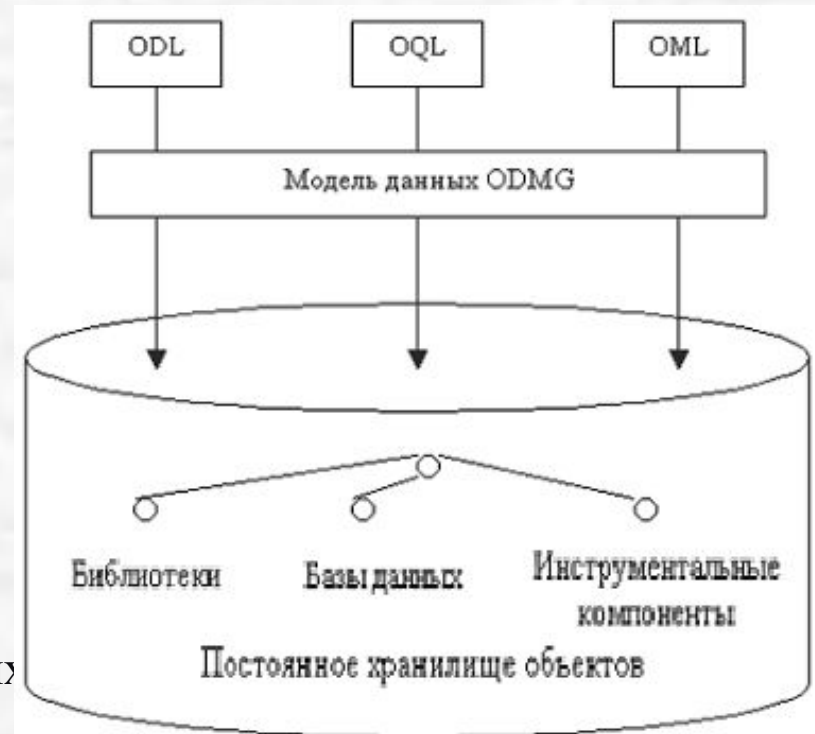 ODL OQL OML
Модель данных ODMG
Библиотеки Базы данных Инструментальные
компоненты
Постоянное хранилище объектов